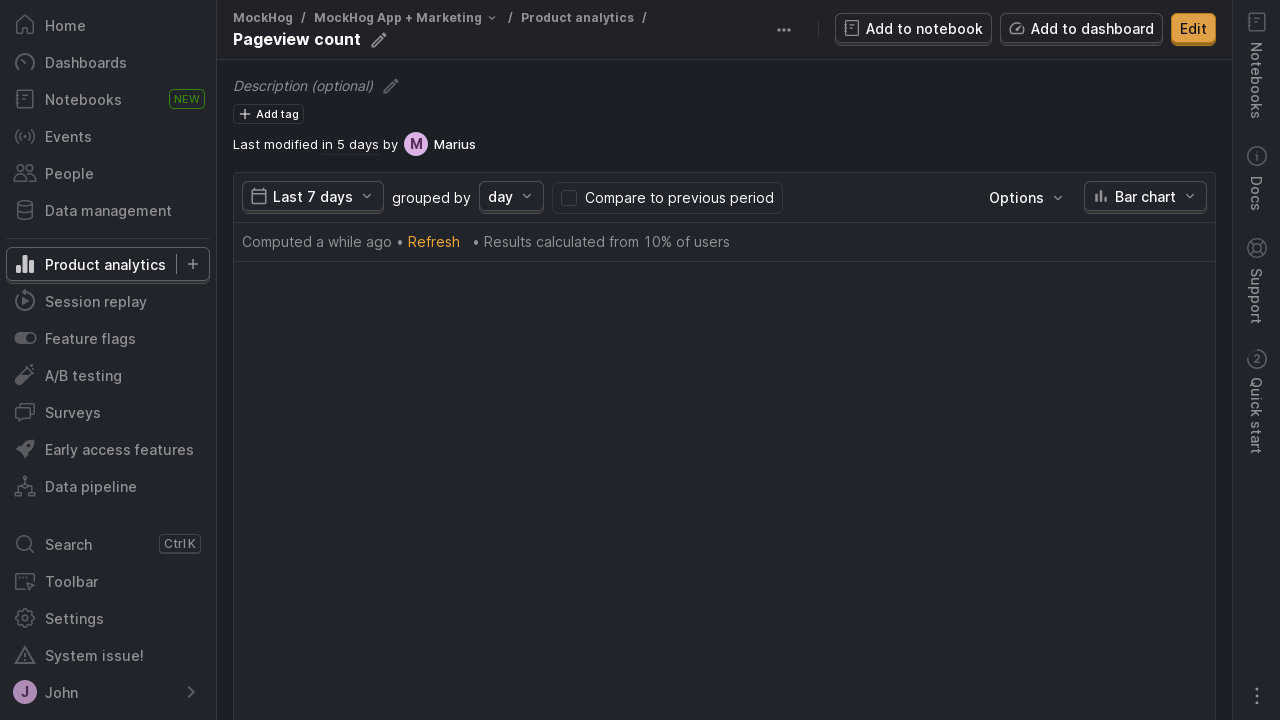 Home
Dashboards
Notebooks NEW
Events
People
Data management
Product analytics
Session replay
Feature flags
A/B testing
Surveys
Early access features
Data pipeline
Search Ctrl K
Toolbar
Settings
System issue!
J John
MockHog / MockHog App + Marketing / Product analytics /
Pageview count
Add to notebook Add to dashboard Edit
Description (optional)
Add tag
Last modified in 5 days by M Marius
Last 7 days grouped by day Compare to previous period Options Bar chart
Computed a while ago • Refresh • Results calculated from 10% of users
Notebooks
Docs
Support
2 Quick start